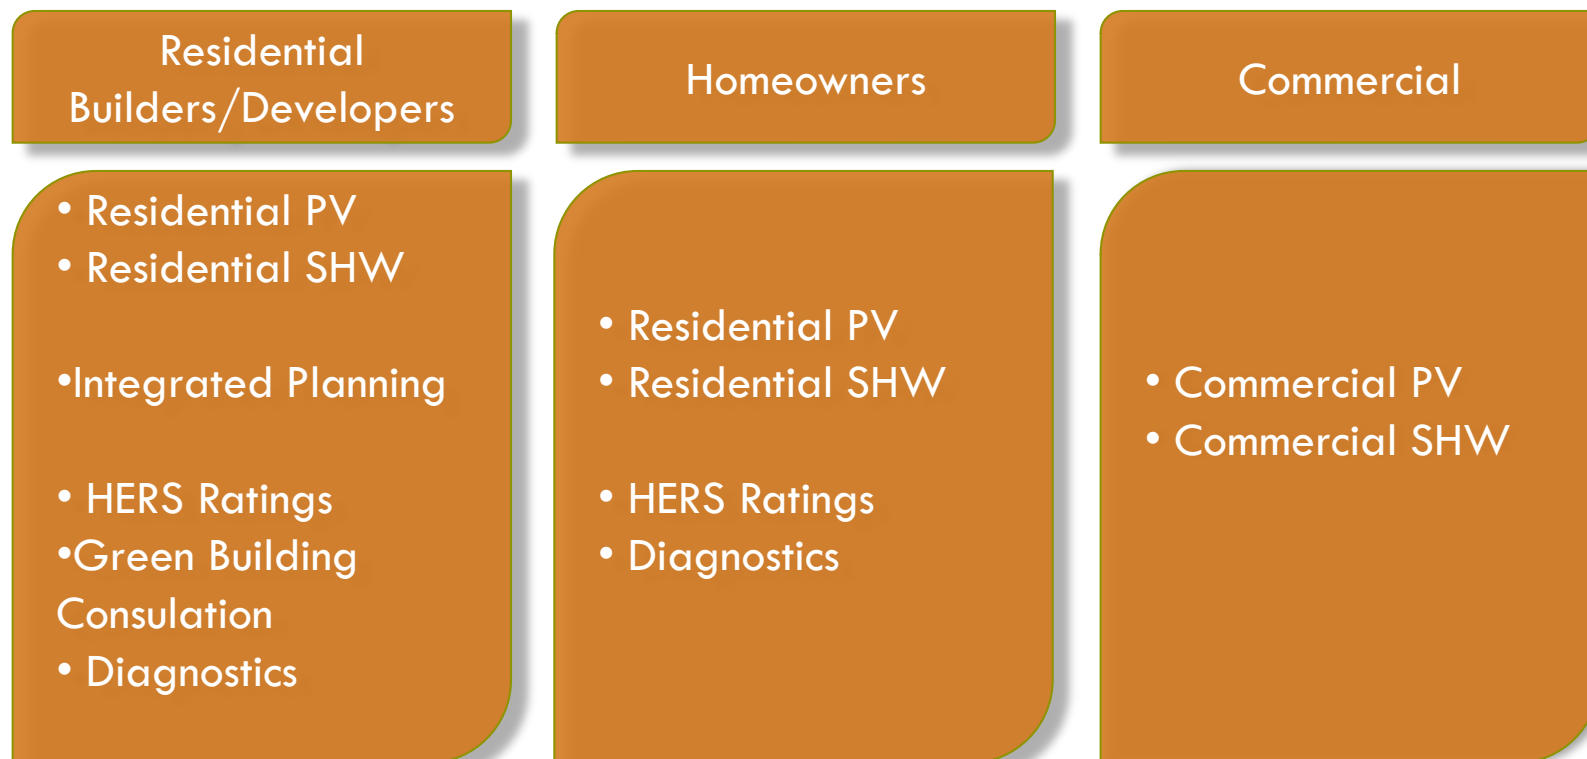 Residential
Builders/Developers
• Residential PV
• Residential SHW
•Integrated Planning
• HERS Ratings
•Green Building
Consulation
• Diagnostics
Homeowners
• Residential PV
• Residential SHW
• HERS Ratings
• Diagnostics
Commercial
• Commercial PV
• Commercial SHW